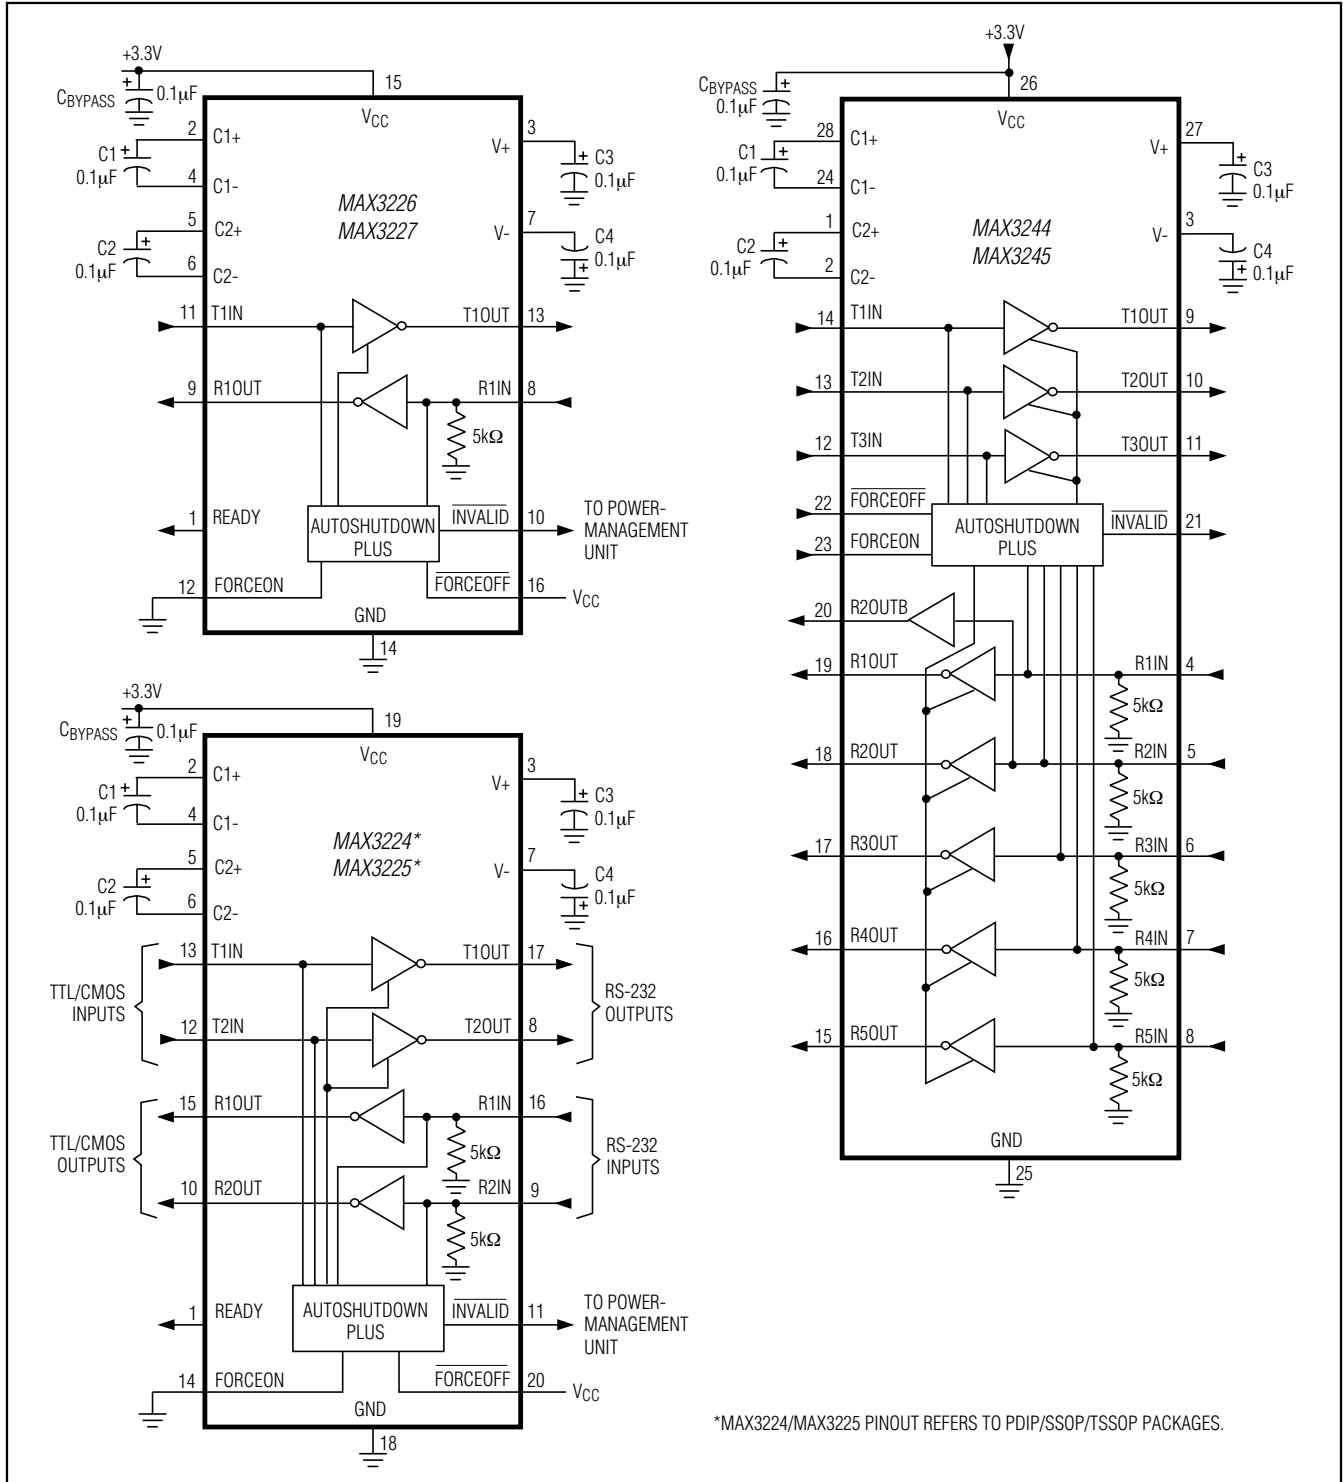 +3.3V
CBYPASS
+
0.1µF
15
VCC
2
C1+
3
V+
C1
+
0.1µF
4
C1-
+
C3
0.1µF
MAX3226
MAX3227
5
C2+
7
V-
C2
+
0.1µF
6
C2-
C4
+
0.1µF
11
T1IN
T1OUT
13
9
R1OUT
R1IN
8
5kΩ
1
READY
AUTOSHUTDOWN
PLUS
INVALID
10
TO POWER-
MANAGEMENT
UNIT
12
FORCEON
FORCEOFF
16
VCC
GND
14
+3.3V
CBYPASS
+
0.1µF
19
VCC
2
C1+
3
V+
C1
+
0.1µF
4
C1-
+
C3
0.1µF
MAX3224*
MAX3225*
5
C2+
7
V-
C2
+
0.1µF
6
C2-
C4
+
0.1µF
TTL/CMOS
INPUTS
13
T1IN
T1OUT
17
12
T2IN
T2OUT
8
RS-232
OUTPUTS
TTL/CMOS
OUTPUTS
15
R1OUT
R1IN
16
5kΩ
10
R2OUT
R2IN
9
5kΩ
RS-232
INPUTS
1
READY
AUTOSHUTDOWN
PLUS
INVALID
11
TO POWER-
MANAGEMENT
UNIT
14
FORCEON
FORCEOFF
20
VCC
GND
18
+3.3V
CBYPASS
+
0.1µF
26
VCC
28
C1+
27
V+
C1
+
0.1µF
24
C1-
+
C3
0.1µF
MAX3244
MAX3245
1
C2+
3
V-
C2
+
0.1µF
2
C2-
C4
+
0.1µF
14
T1IN
T1OUT
9
13
T2IN
T2OUT
10
12
T3IN
T3OUT
11
22
FORCEOFF
23
FORCEON
AUTOSHUTDOWN
PLUS
INVALID
21
20
R2OUTB
19
R1OUT
R1IN
4
5kΩ
18
R2OUT
R2IN
5
5kΩ
17
R3OUT
R3IN
6
5kΩ
16
R4OUT
R4IN
7
5kΩ
15
R5OUT
R5IN
8
5kΩ
GND
25
*MAX3224/MAX3225 PINOUT REFERS TO PDIP/SSOP/TSSOP PACKAGES.